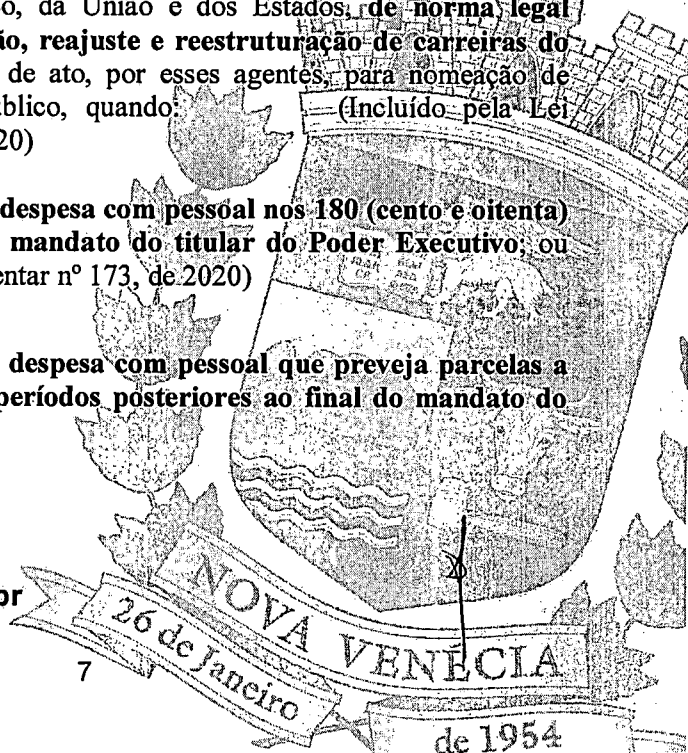 o, da União e dos Estados, de norma legal
ão, reajuste e reestruturação de carreiras do
de ato, por esses agentes, para nomeação de
úblico, quando: (Incluído pela Lei
20)
despesa com pessoal nos 180 (cento e oitenta)
mandato do titular do Poder Executivo; ou
entar nº 173, de 2020)
despesa com pessoal que preveja parcelas a
períodos posteriores ao final do mandato do
or
7
NOVA VENÉCIA
26 de Janeiro
de 1954